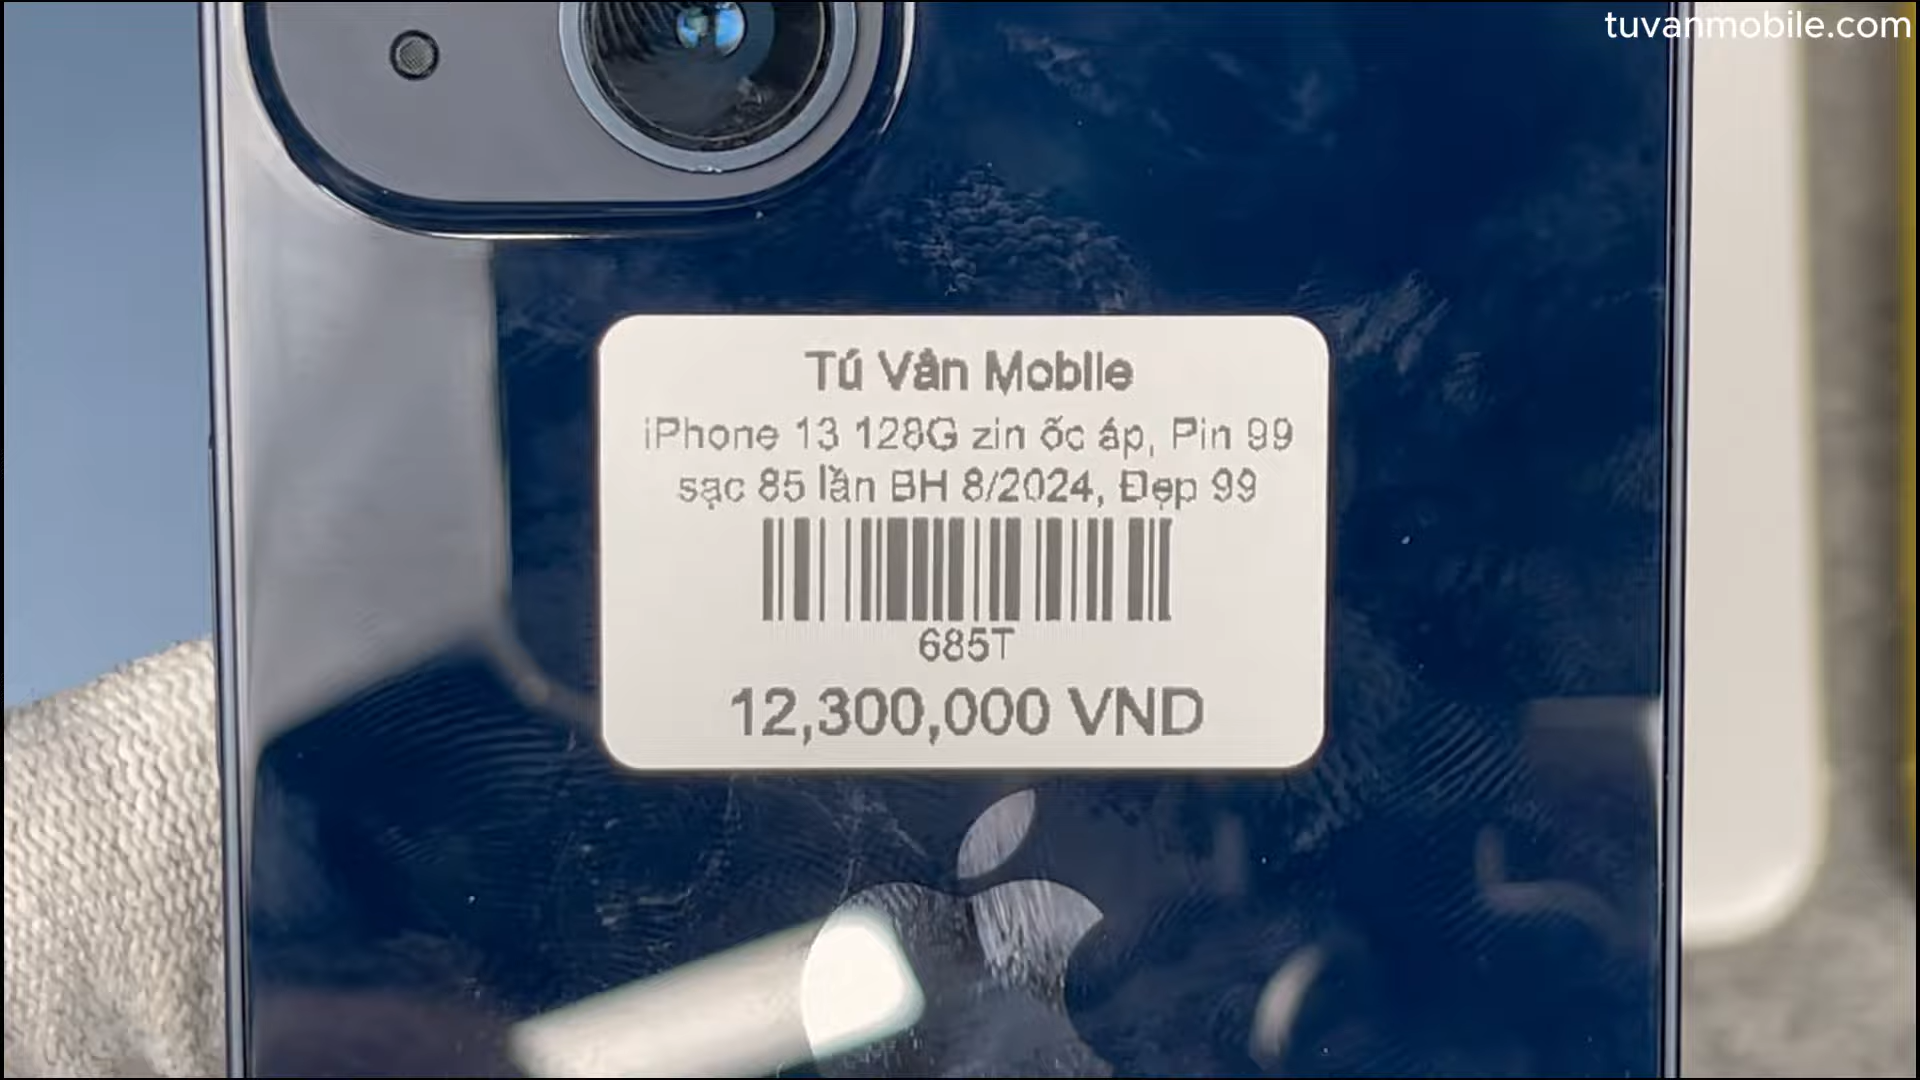 tuvanmobile.com
Tú Vân Mobile
iPhone 13 128G zin ốc áp, Pin 99
sạc 85 lần BH 8/2024, Đẹp 99
685T
12,300,000 VND